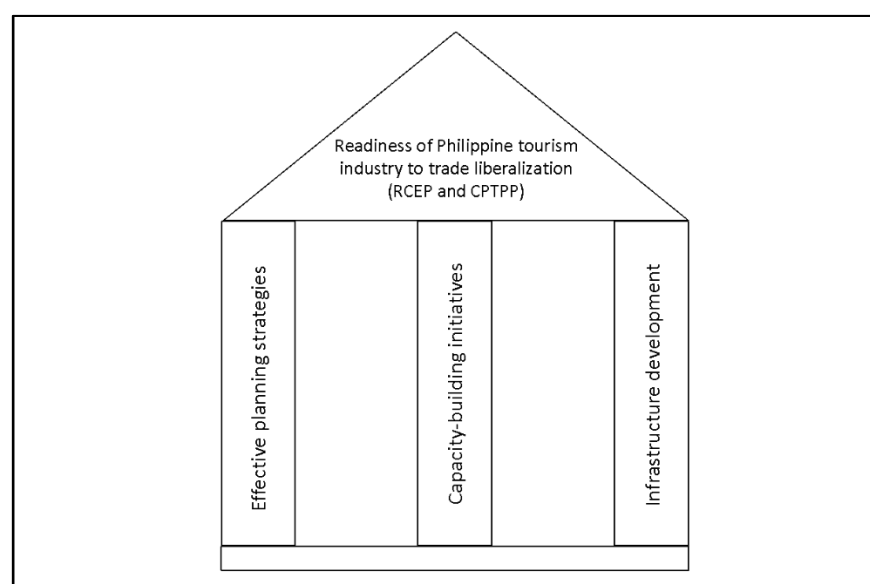 Readiness of Philippine tourism
industry to trade liberalization
(RCEP and CPTPP)
Effective planning strategies
Capacity-building initiatives
Infrastructure development